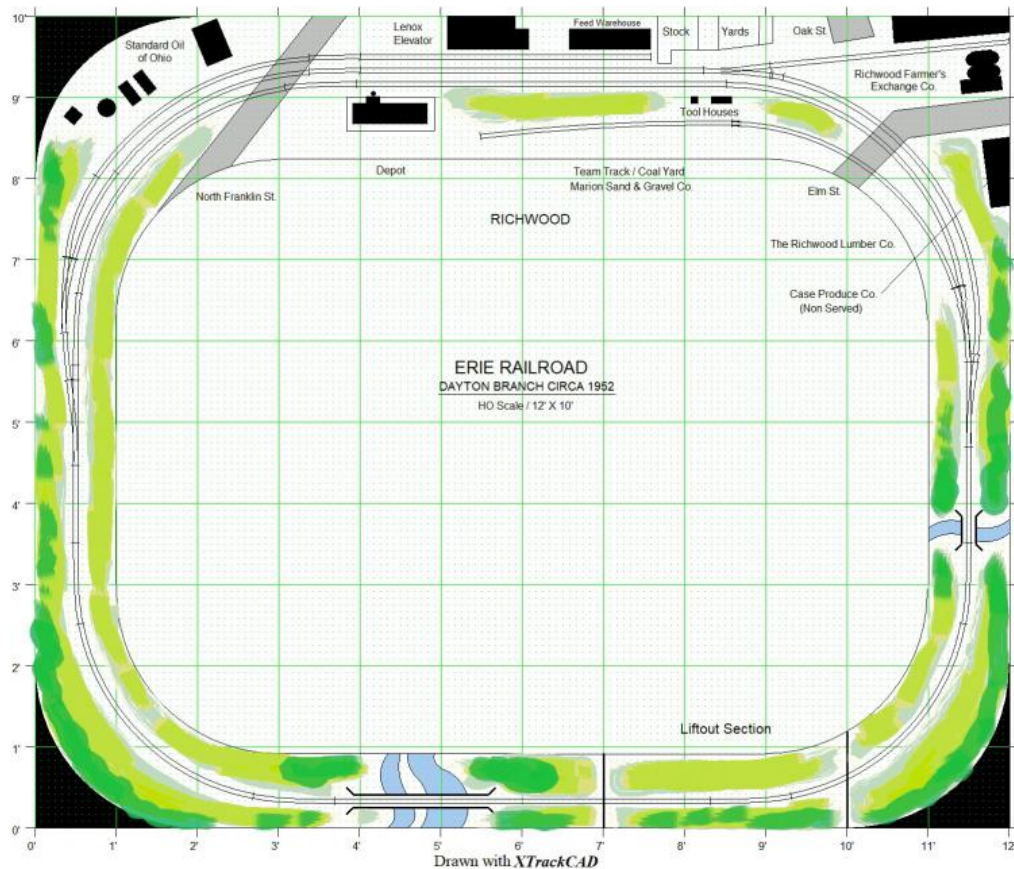 Lenox
Elevator
Feed Warehouse
Stock
Yards
Oak St.
Standard Oil
of Ohio
Richwood Farmer's
Exchange Co.
Tool Houses
Depot
Team Track / Coal Yard
Marion Sand & Gravel Co.
North Franklin St.
Elm St.
RICHWOOD
The Richwood Lumber Co.
Case Produce Co.
(Non Served)
ERIE RAILROAD
DAYTON BRANCH CIRCA 1952
HO Scale / 12' X 10'
Liftout Section
10'
9'
8'
7'
6'
5'
4'
3'
2'
1'
0'
0' 1' 2' 3' 4' 5' 6' 7' 8' 9' 10' 11' 12'
Drawn with XTrackCAD